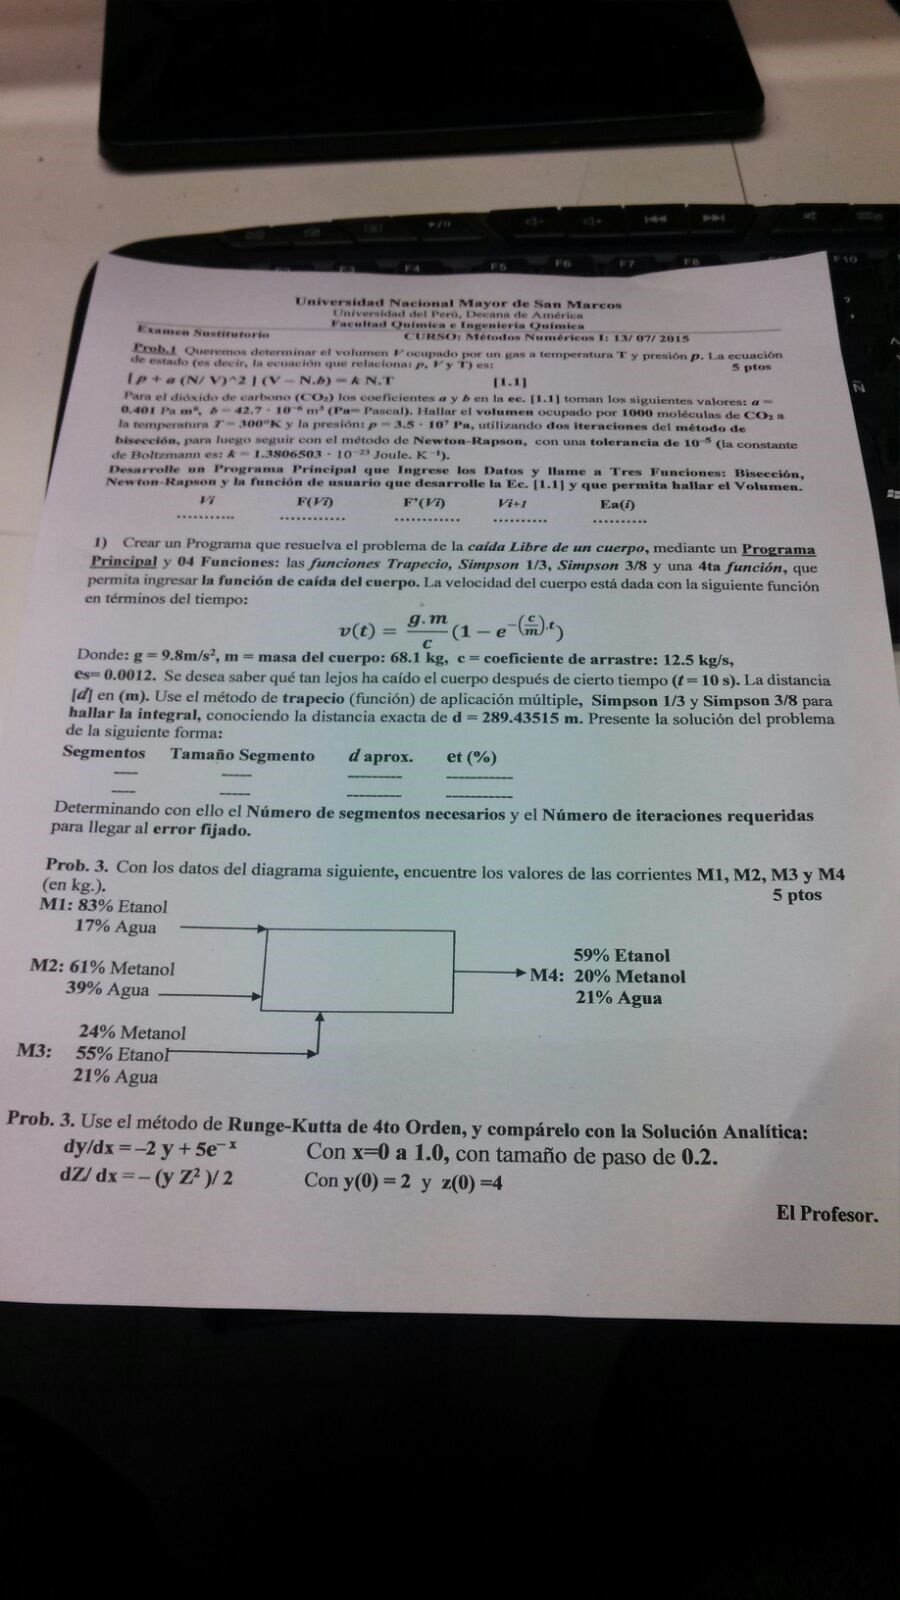 Universidad Nacional Mayor de San Marcos
Universidad del Perú, Decana de América
Facultad Química e Ingeniería Química
Examen Sustitutorio CURSO: Métodos Numéricos I: 13/ 07/ 2015
Prob.1 Queremos determinar el volumen V ocupado por un gas a temperatura T y presión p. La ecuación
de estado (es decir, la ecuación que relaciona: p, V y T) es: 5 ptos
[ p + a (N/ V)^2 ] (V – N.b) = k N.T [1.1]
Para el dióxido de carbono (CO₂) los coeficientes a y b en la ec. [1.1] toman los siguientes valores: a =
0.401 Pa m⁶, b = 42.7 · 10⁻⁶ m³ (Pa= Pascal). Hallar el volumen ocupado por 1000 moléculas de CO₂ a
la temperatura T = 300°K y la presión: p = 3.5 · 10⁷ Pa, utilizando dos iteraciones del método de
bisección, para luego seguir con el método de Newton-Rapson, con una tolerancia de 10⁻⁵ (la constante
de Boltzmann es: k = 1.3806503 · 10⁻²³ Joule. K⁻¹).
Desarrolle un Programa Principal que Ingrese los Datos y llame a Tres Funciones: Bisección,
Newton-Rapson y la función de usuario que desarrolle la Ec. [1.1] y que permita hallar el Volumen.
Vi F(Vi) F'(Vi) Vi+1 Ea(i)
............ ............. ............. ........... ...........
1) Crear un Programa que resuelva el problema de la caída Libre de un cuerpo, mediante un Programa
Principal y 04 Funciones: las funciones Trapecio, Simpson 1/3, Simpson 3/8 y una 4ta función, que
permita ingresar la función de caída del cuerpo. La velocidad del cuerpo está dada con la siguiente función
en términos del tiempo:
v(t) = g.m/c (1 − e^−(c/m).t)
Donde: g = 9.8m/s², m = masa del cuerpo: 68.1 kg, c = coeficiente de arrastre: 12.5 kg/s,
es= 0.0012. Se desea saber qué tan lejos ha caído el cuerpo después de cierto tiempo (t = 10 s). La distancia
[d] en (m). Use el método de trapecio (función) de aplicación múltiple, Simpson 1/3 y Simpson 3/8 para
hallar la integral, conociendo la distancia exacta de d = 289.43515 m. Presente la solución del problema
de la siguiente forma:
Segmentos Tamaño Segmento d aprox. et (%)
---- ----- --------- -----------
---- ----- --------- -----------
Determinando con ello el Número de segmentos necesarios y el Número de iteraciones requeridas
para llegar al error fijado.
Prob. 3. Con los datos del diagrama siguiente, encuentre los valores de las corrientes M1, M2, M3 y M4
(en kg.). 5 ptos
M1: 83% Etanol
17% Agua
M2: 61% Metanol
39% Agua
59% Etanol
M4: 20% Metanol
21% Agua
24% Metanol
M3: 55% Etanol
21% Agua
Prob. 3. Use el método de Runge-Kutta de 4to Orden, y compárelo con la Solución Analítica:
dy/dx = –2 y + 5e⁻ˣ Con x=0 a 1.0, con tamaño de paso de 0.2.
dZ/ dx = – (y Z² )/ 2 Con y(0) = 2 y z(0) =4
El Profesor.
F4
F5
F6
F7
F8
F10
Ñ